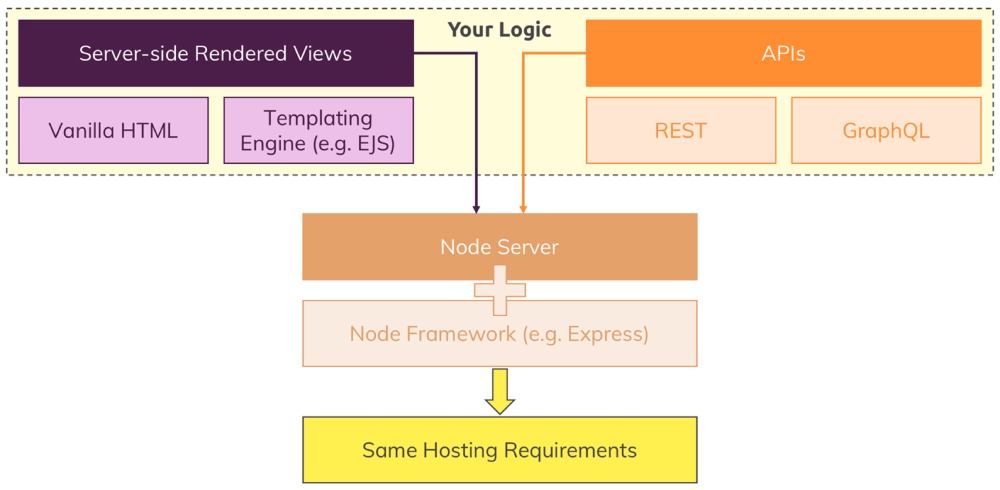 Your Logic
Server-side Rendered Views
APIs
Vanilla HTML
Templating
Engine (e.g. EJS)
REST
GraphQL
Node Server
Node Framework (e.g. Express)
Same Hosting Requirements